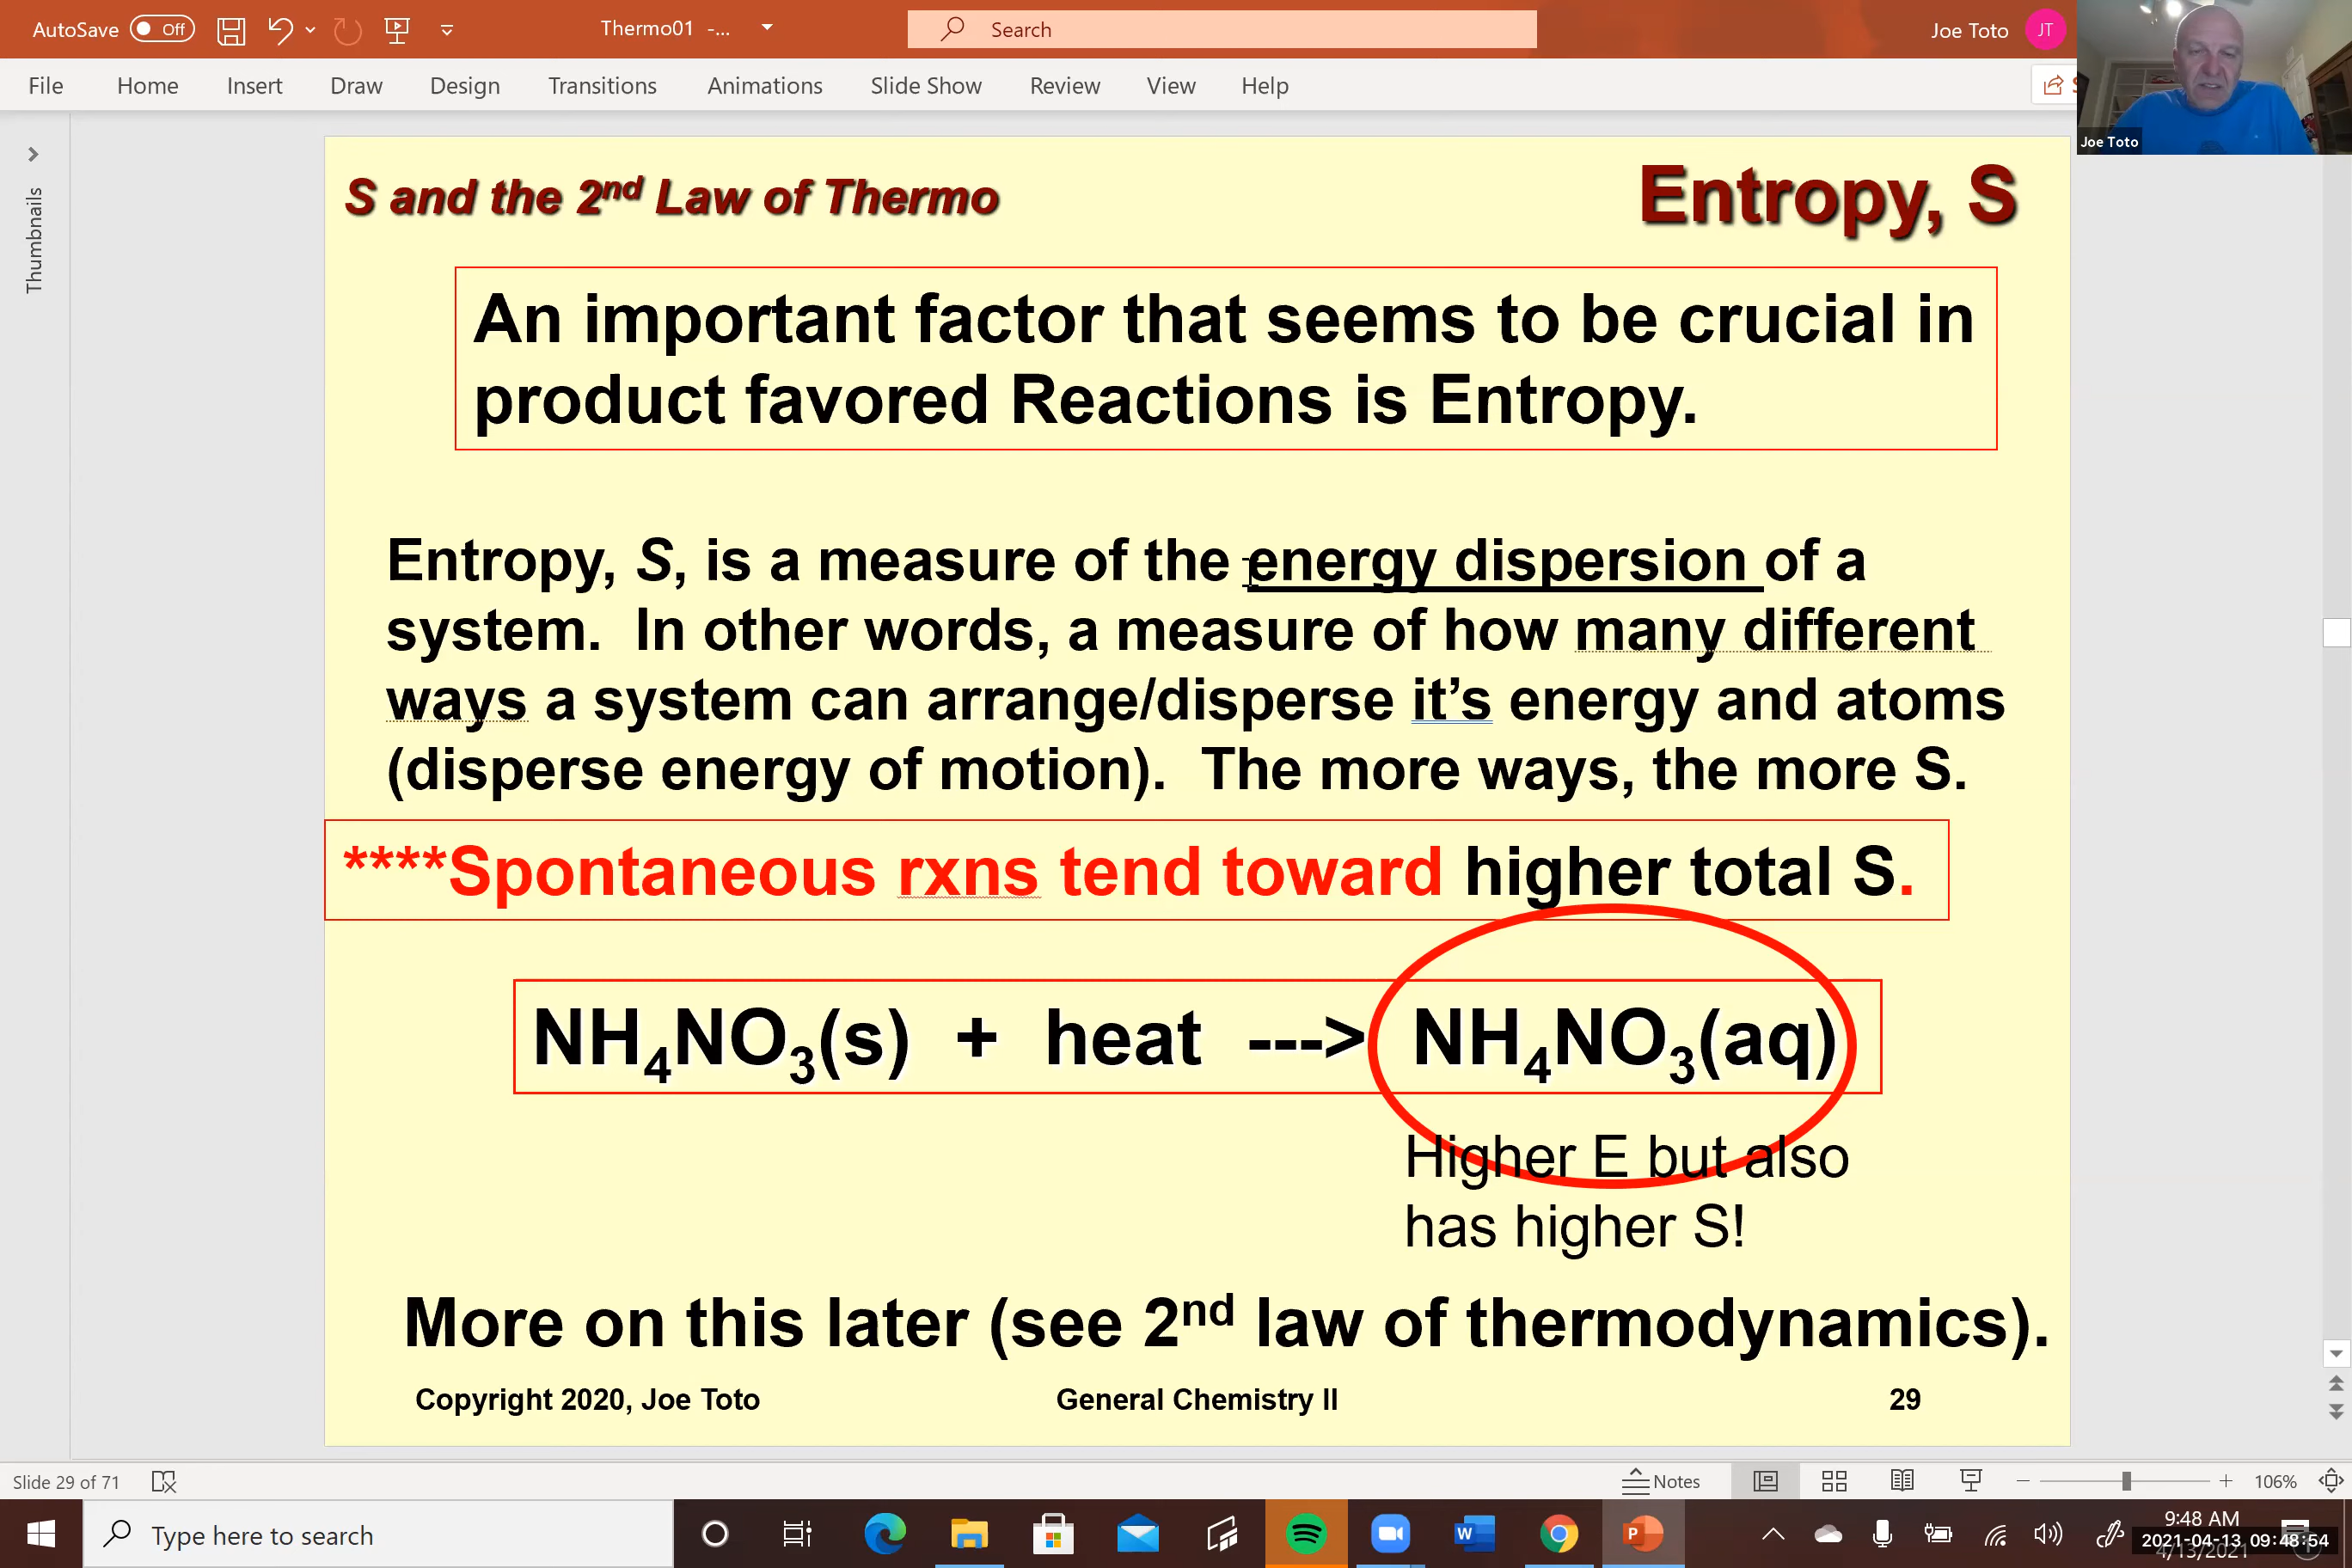 AutoSave Off Thermo01 -... Search Joe Toto JT
File Home Insert Draw Design Transitions Animations Slide Show Review View Help
Joe Toto
Thumbnails
S and the 2nd Law of Thermo
Entropy, S
An important factor that seems to be crucial in
product favored Reactions is Entropy.
Entropy, S, is a measure of the energy dispersion of a
system. In other words, a measure of how many different
ways a system can arrange/disperse it's energy and atoms
(disperse energy of motion). The more ways, the more S.
****Spontaneous rxns tend toward higher total S.
NH4NO3(s) + heat ---> NH4NO3(aq)
Higher E but also
has higher S!
More on this later (see 2nd law of thermodynamics).
Copyright 2020, Joe Toto General Chemistry II 29
Slide 29 of 71 Notes 106%
Type here to search
9:48 AM
2021-04-13 09:48:54
4/13/2021